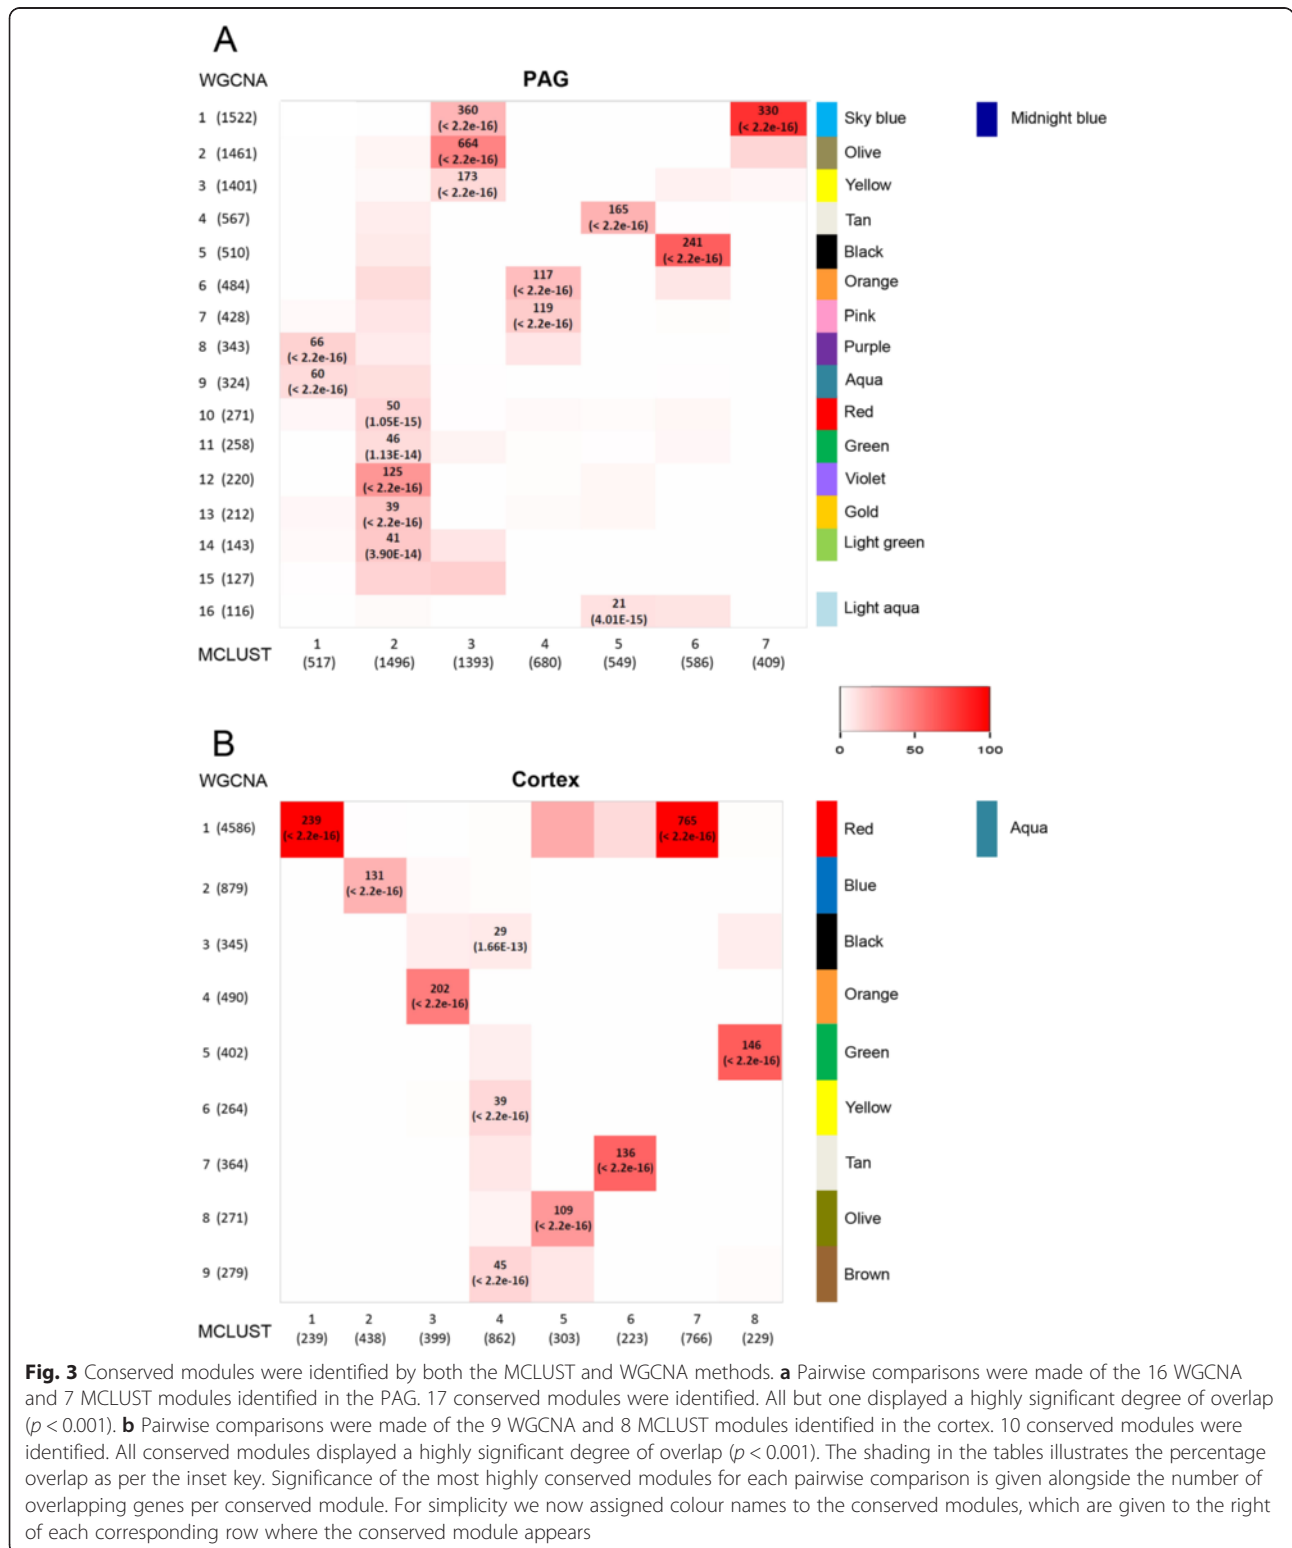 A
WGCNA
PAG
1 (1522)
360
(< 2.2e-16)
330
(< 2.2e-16)
Sky blue
Midnight blue
2 (1461)
664
(< 2.2e-16)
Olive
3 (1401)
173
(< 2.2e-16)
Yellow
4 (567)
165
(< 2.2e-16)
Tan
5 (510)
241
(< 2.2e-16)
Black
6 (484)
117
(< 2.2e-16)
Orange
7 (428)
119
(< 2.2e-16)
Pink
8 (343)
66
(< 2.2e-16)
Purple
9 (324)
60
(< 2.2e-16)
Aqua
10 (271)
50
(1.05E-15)
Red
11 (258)
46
(1.13E-14)
Green
12 (220)
125
(< 2.2e-16)
Violet
13 (212)
39
(< 2.2e-16)
Gold
14 (143)
41
(3.90E-14)
Light green
15 (127)
16 (116)
21
(4.01E-15)
Light aqua
MCLUST
1 2 3 4 5 6 7
(517) (1496) (1393) (680) (549) (586) (409)
0 50 100
B
WGCNA
Cortex
1 (4586)
239
(< 2.2e-16)
765
(< 2.2e-16)
Red
Aqua
2 (879)
131
(< 2.2e-16)
Blue
3 (345)
29
(1.66E-13)
Black
4 (490)
202
(< 2.2e-16)
Orange
5 (402)
146
(< 2.2e-16)
Green
6 (264)
39
(< 2.2e-16)
Yellow
7 (364)
136
(< 2.2e-16)
Tan
8 (271)
109
(< 2.2e-16)
Olive
9 (279)
45
(< 2.2e-16)
Brown
MCLUST
1 2 3 4 5 6 7 8
(239) (438) (399) (862) (303) (223) (766) (229)
Fig. 3 Conserved modules were identified by both the MCLUST and WGCNA methods. a Pairwise comparisons were made of the 16 WGCNA
and 7 MCLUST modules identified in the PAG. 17 conserved modules were identified. All but one displayed a highly significant degree of overlap
(p < 0.001). b Pairwise comparisons were made of the 9 WGCNA and 8 MCLUST modules identified in the cortex. 10 conserved modules were
identified. All conserved modules displayed a highly significant degree of overlap (p < 0.001). The shading in the tables illustrates the percentage
overlap as per the inset key. Significance of the most highly conserved modules for each pairwise comparison is given alongside the number of
overlapping genes per conserved module. For simplicity we now assigned colour names to the conserved modules, which are given to the right
of each corresponding row where the conserved module appears